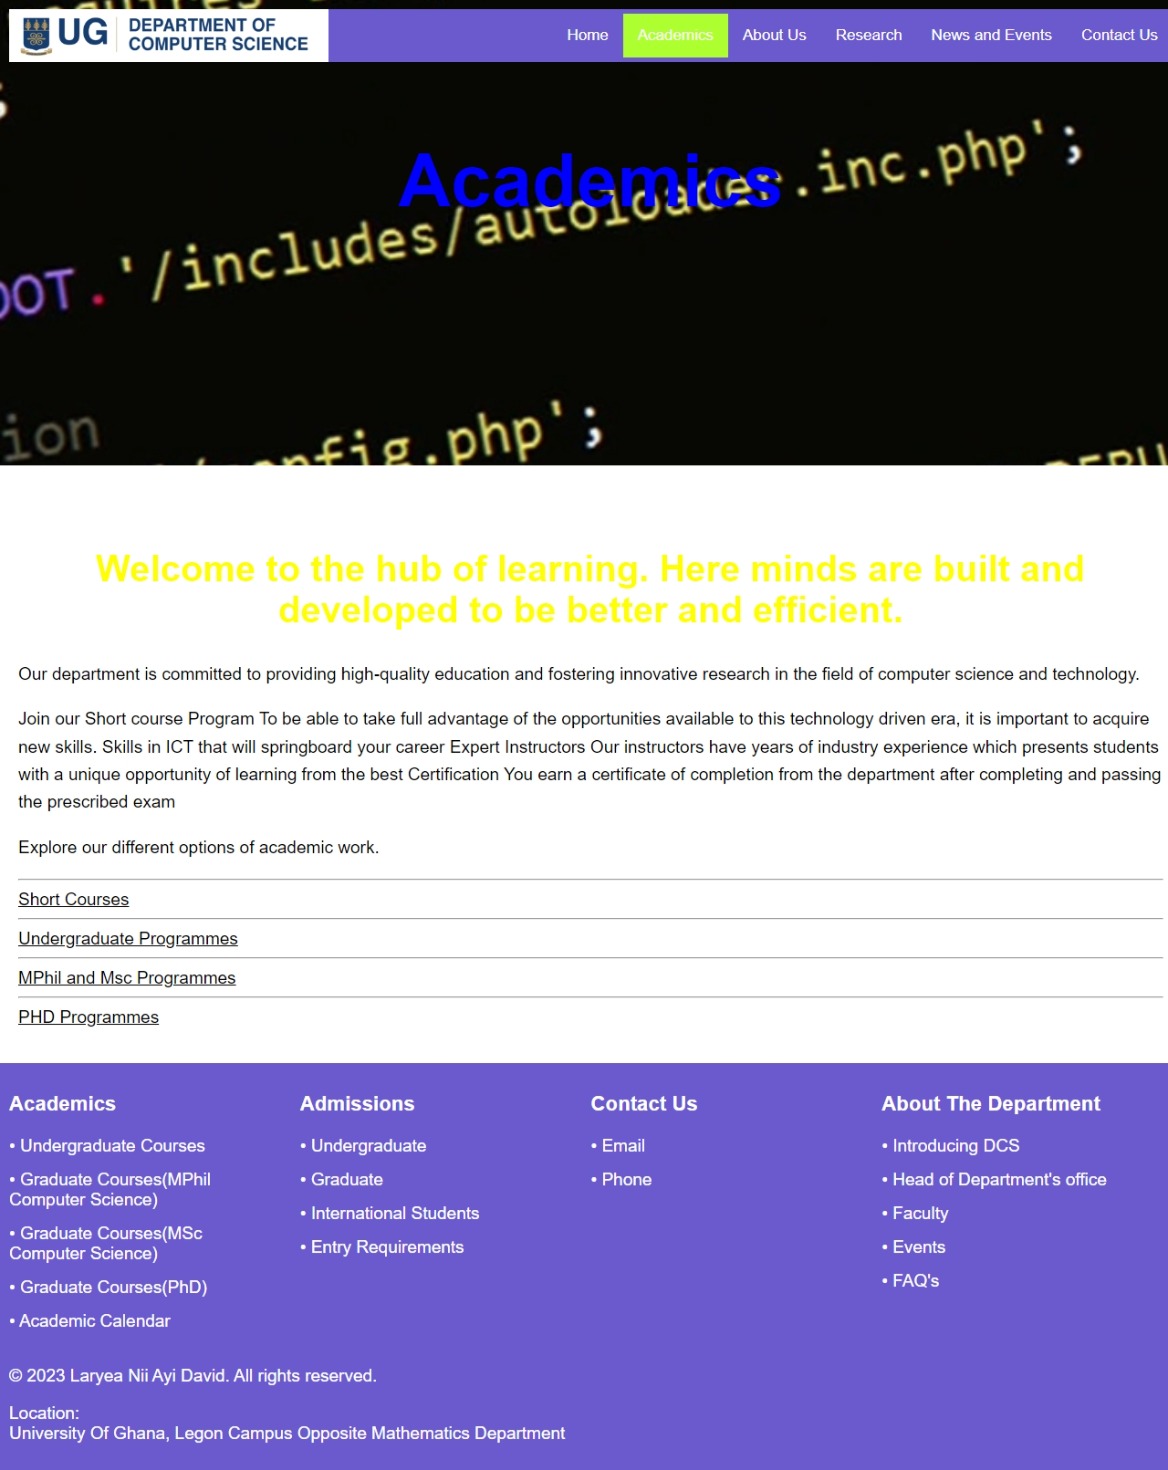 UG DEPARTMENT OF
COMPUTER SCIENCE
Home Academics About Us Research News and Events Contact Us
Academics
OOT.'/includes/autoloader.inc.php';
ion
config.php';
Welcome to the hub of learning. Here minds are built and
developed to be better and efficient.
Our department is committed to providing high-quality education and fostering innovative research in the field of computer science and technology.
Join our Short course Program To be able to take full advantage of the opportunities available to this technology driven era, it is important to acquire
new skills. Skills in ICT that will springboard your career Expert Instructors Our instructors have years of industry experience which presents students
with a unique opportunity of learning from the best Certification You earn a certificate of completion from the department after completing and passing
the prescribed exam
Explore our different options of academic work.
Short Courses
Undergraduate Programmes
MPhil and Msc Programmes
PHD Programmes
Academics
• Undergraduate Courses
• Graduate Courses(MPhil
Computer Science)
• Graduate Courses(MSc
Computer Science)
• Graduate Courses(PhD)
• Academic Calendar
Admissions
• Undergraduate
• Graduate
• International Students
• Entry Requirements
Contact Us
• Email
• Phone
About The Department
• Introducing DCS
• Head of Department's office
• Faculty
• Events
• FAQ's
© 2023 Laryea Nii Ayi David. All rights reserved.
Location:
University Of Ghana, Legon Campus Opposite Mathematics Department